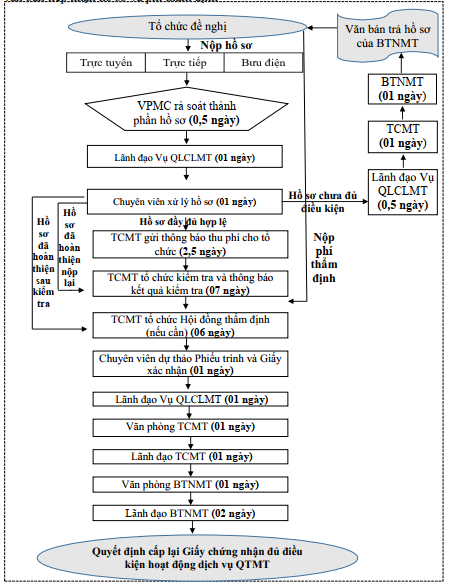 Tổ chức đề nghị
Văn bản trả hồ sơ
của BTNMT
Nộp hồ sơ
Trực tuyến
Trực tiếp
Bưu điện
BTNMT
(01 ngày)
VPMC rà soát thành
phần hồ sơ (0,5 ngày)
TCMT
(01 ngày)
Lãnh đạo Vụ QLCLMT (01 ngày)
Lãnh đạo Vụ
QLCLMT
(0,5 ngày)
Chuyên viên xử lý hồ sơ (01 ngày)
Hồ sơ chưa đủ
điều kiện
Hồ sơ đầy đủ hợp lệ
Hồ
sơ
đã
hoàn
thiện
sau
kiểm
tra
Hồ
sơ
đã
hoàn
thiện
nộp
lại
TCMT gửi thông báo thu phí cho tổ
chức (2,5 ngày)
Nộp
phí
thẩm
định
TCMT tổ chức kiểm tra và thông báo
kết quả kiểm tra (07 ngày)
TCMT tổ chức Hội đồng thẩm định
(nếu cần) (06 ngày)
Chuyên viên dự thảo Phiếu trình và Giấy
xác nhận (01 ngày)
Lãnh đạo Vụ QLCLMT (01 ngày)
Văn phòng TCMT (01 ngày)
Lãnh đạo TCMT (01 ngày)
Văn phòng BTNMT (01 ngày)
Lãnh đạo BTNMT (02 ngày)
Quyết định cấp lại Giấy chứng nhận đủ điều
kiện hoạt động dịch vụ QTMT